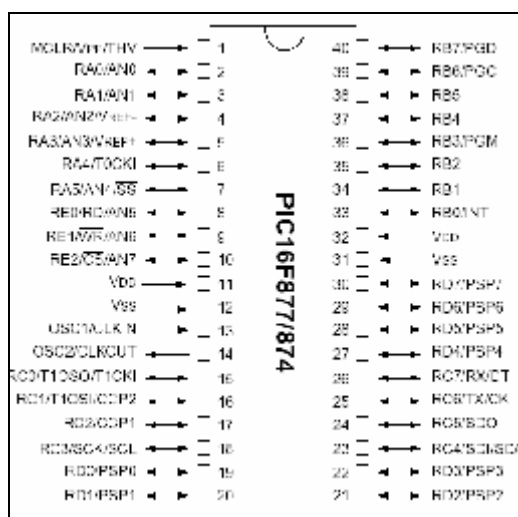 MCLR/VPP/THV 1 40 RB7/PGD
RA0/AN0 2 39 RB6/PGC
RA1/AN1 3 38 RB5
RA2/AN2/VREF- 4 37 RB4
RA3/AN3/VREF+ 5 36 RB3/PGM
RA4/T0CKI 6 35 RB2
RA5/AN4/SS 7 34 RB1
RE0/RD/AN5 8 33 RB0/INT
RE1/WR/AN6 9 32 VDD
RE2/CS/AN7 10 31 VSS
VDD 11 30 RD7/PSP7
VSS 12 29 RD6/PSP6
OSC1/CLKIN 13 28 RD5/PSP5
OSC2/CLKOUT 14 27 RD4/PSP4
RC0/T1OSO/T1CKI 15 26 RC7/RX/DT
RC1/T1OSI/CCP2 16 25 RC6/TX/CK
RC2/CCP1 17 24 RC5/SDO
RC3/SCK/SCL 18 23 RC4/SDI/SDA
RD0/PSP0 19 22 RD3/PSP3
RD1/PSP1 20 21 RD2/PSP2
PIC16F877/874